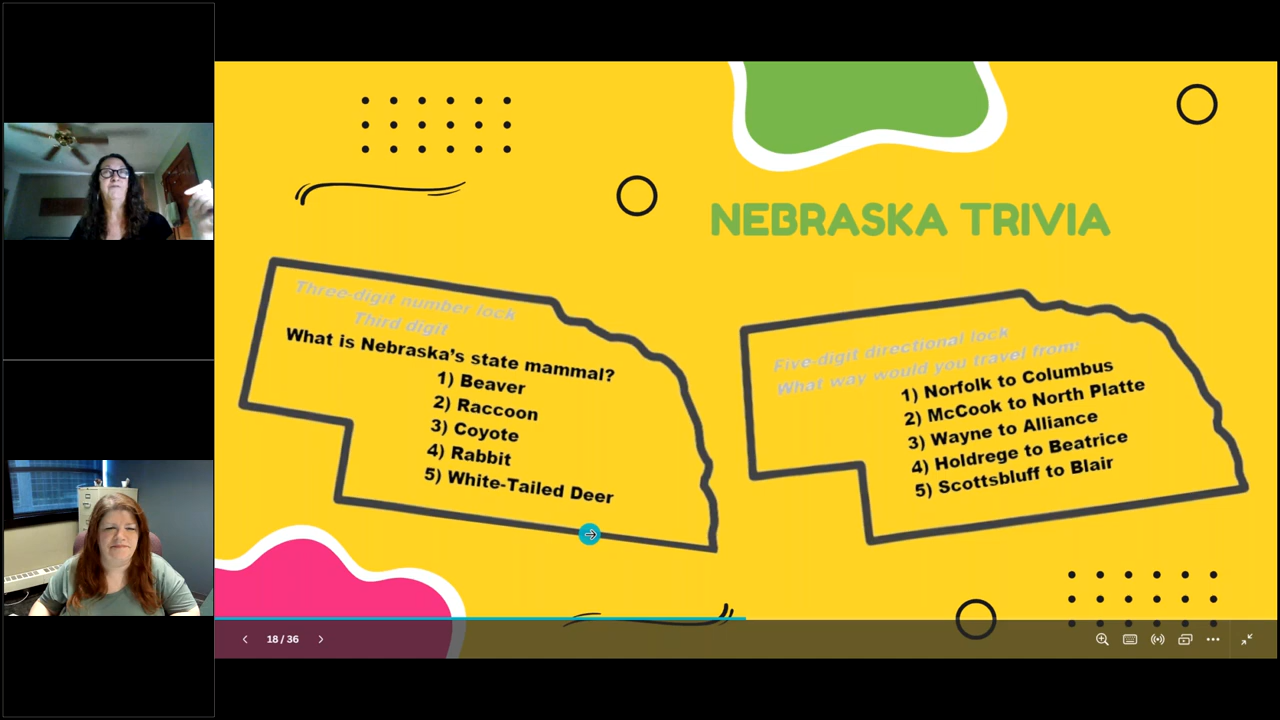 NEBRASKA TRIVIA
Three-digit number lock
Third digit
What is Nebraska's state mammal?
1) Beaver
2) Raccoon
3) Coyote
4) Rabbit
5) White-Tailed Deer
Five-digit directional lock
What way would you travel from:
1) Norfolk to Columbus
2) McCook to North Platte
3) Wayne to Alliance
4) Holdrege to Beatrice
5) Scottsbluff to Blair
18 / 36